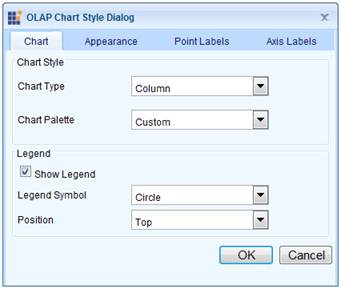 OLAP Chart Style Dialog
Chart Appearance Point Labels Axis Labels
Chart Style
Chart Type Column
Chart Palette Custom
Legend
Show Legend
Legend Symbol Circle
Position Top
OK Cancel